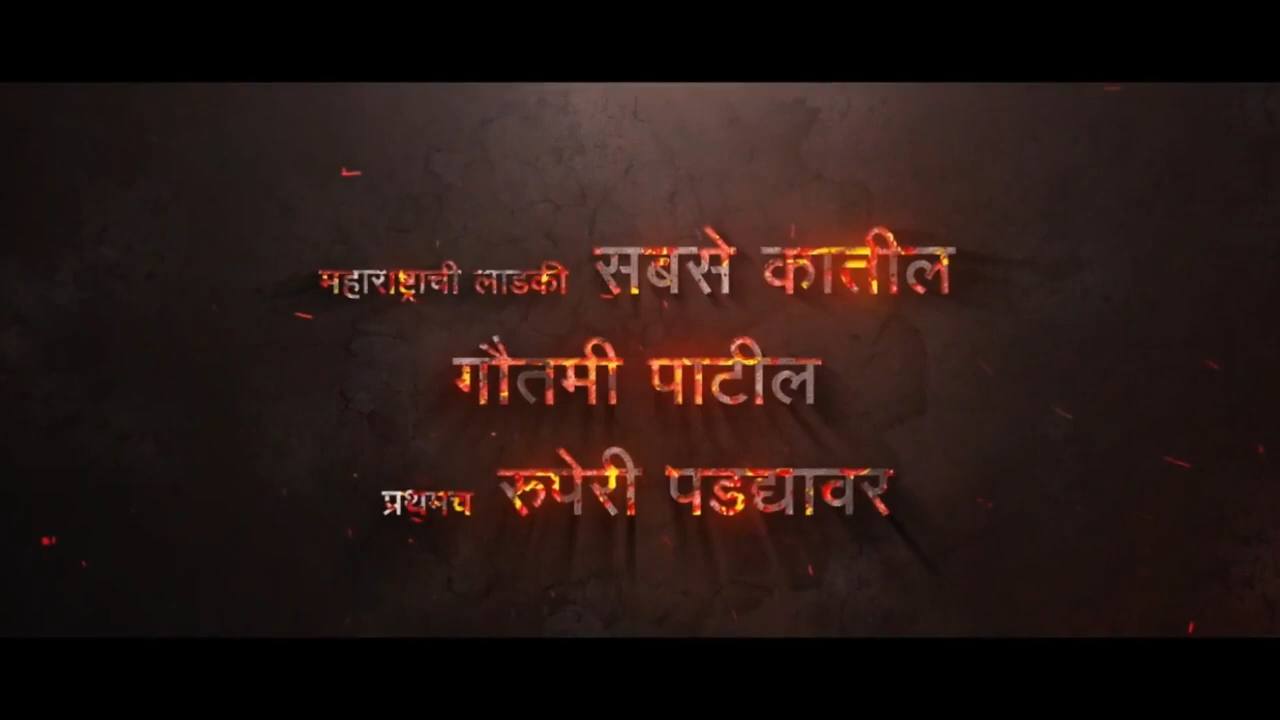 महाराष्ट्राची लाडकी सबसे कातील
गौतमी पाटील
प्रथमच रुपेरी पडद्यावर